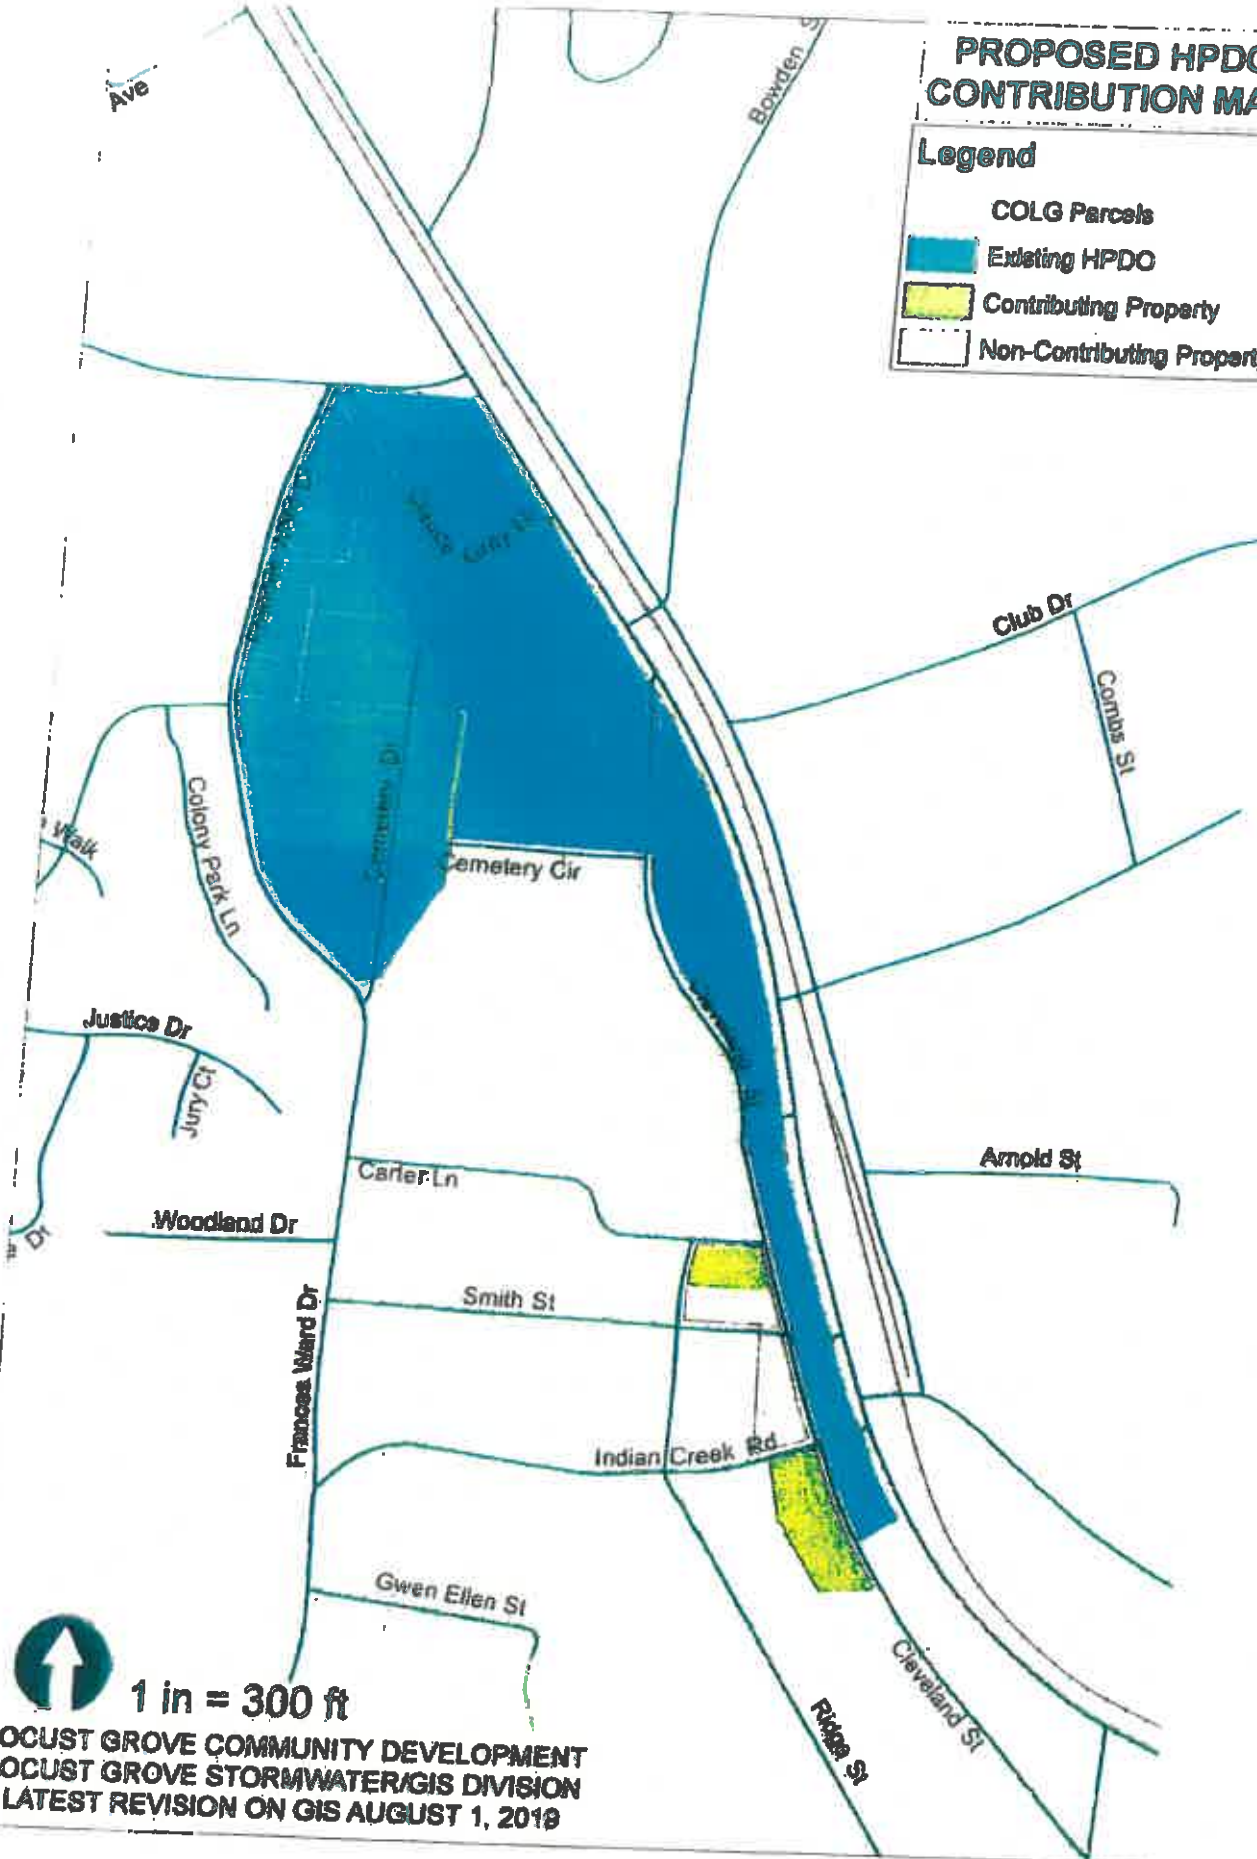 Ave
Bowden S
PROPOSED HPDO
CONTRIBUTION MA
Legend
COLG Parcels
Existing HPDO
Contributing Property
Non-Contributing Propert
Club Dr
Combs St
Colony Park Ln
Walk
Cemetery Dr
Cemetery Cir
Justice Dr
Jury Ct
Dr
Carter Ln
Woodland Dr
Arnold St
Smith St
Frances Ward Dr
Indian Creek Rd
Gwen Ellen St
Cleveland St
Ridge St
1 in = 300 ft
OCUST GROVE COMMUNITY DEVELOPMENT
OCUST GROVE STORMWATER/GIS DIVISION
LATEST REVISION ON GIS AUGUST 1, 2019